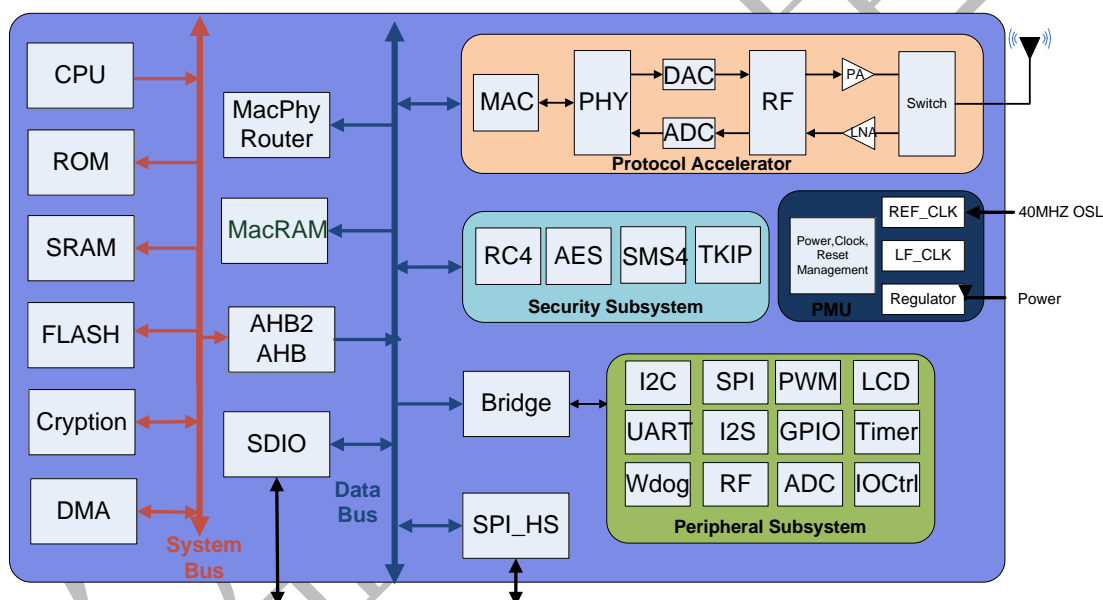 CPU
ROM
SRAM
FLASH
Cryption
DMA
System
Bus
MacPhy
Router
MacRAM
AHB2
AHB
SDIO
Data
Bus
MAC
PHY
DAC
ADC
RF
PA
LNA
Switch
Protocol Accelerator
RC4
AES
SMS4
TKIP
Security Subsystem
Power,Clock,
Reset
Management
REF_CLK
LF_CLK
Regulator
PMU
40MHZ OSL
Power
Bridge
SPI_HS
I2C
SPI
PWM
LCD
UART
I2S
GPIO
Timer
Wdog
RF
ADC
IOCtrl
Peripheral Subsystem